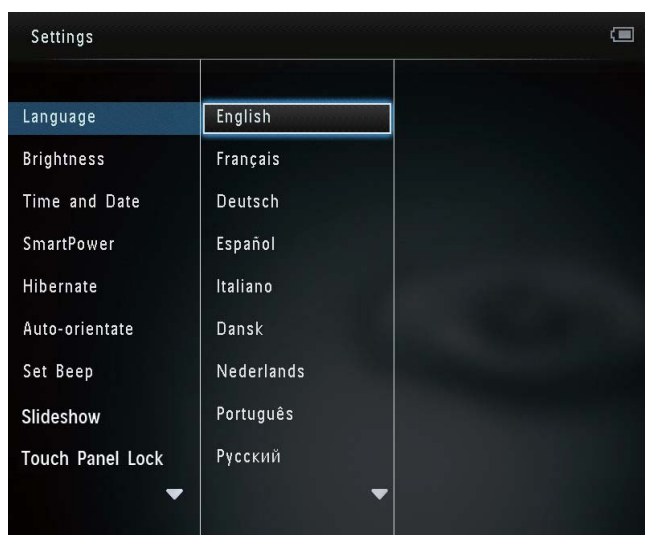 Settings
Language
Brightness
Time and Date
SmartPower
Hibernate
Auto-orientate
Set Beep
Slideshow
Touch Panel Lock
English
Français
Deutsch
Español
Italiano
Dansk
Nederlands
Português
Русский